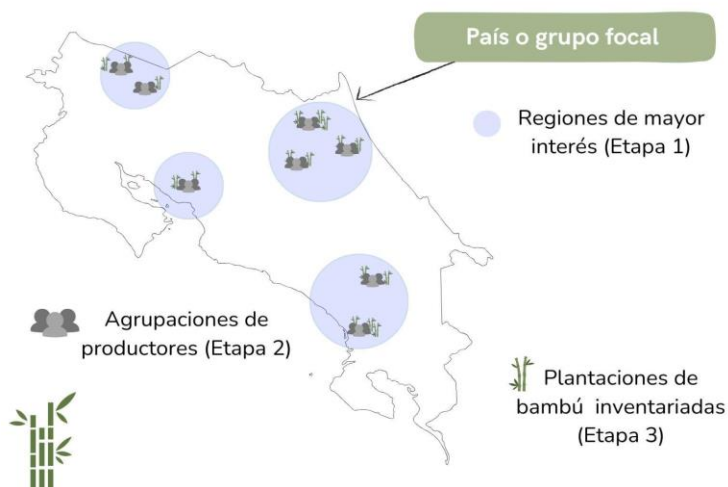 País o grupo focal
Regiones de mayor
interés (Etapa 1)
Agrupaciones de
productores (Etapa 2)
Plantaciones de
bambú inventariadas
(Etapa 3)